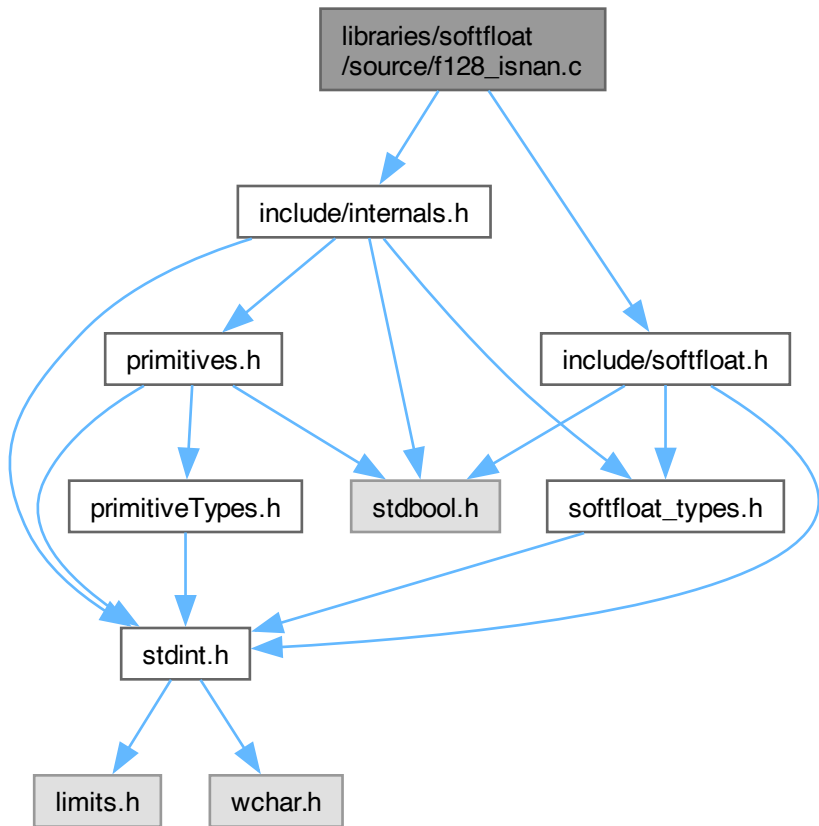 libraries/softfloat
/source/f128_isnan.c
include/internals.h
primitives.h
include/softfloat.h
primitiveTypes.h
stdbool.h
softfloat_types.h
stdint.h
limits.h
wchar.h